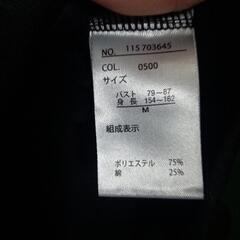 NO. 115703645
COL. 0500
サイズ
バスト 79~87
身長 154~162
M
組成表示
ポリエステル 75%
綿 25%